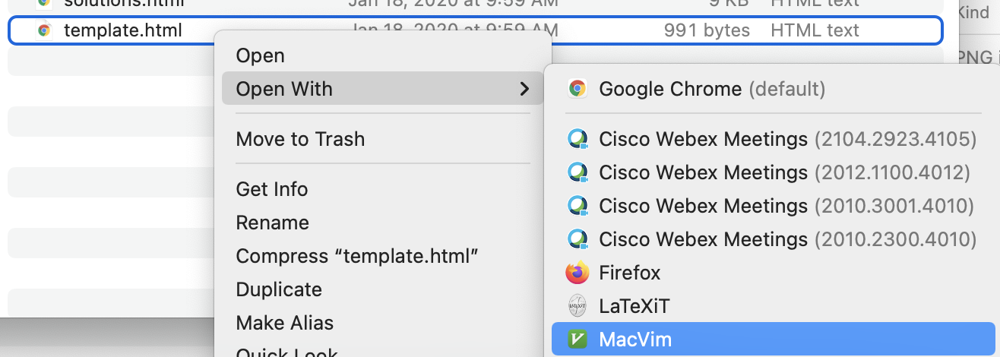 solutions.html Jan 18, 2020 at 9:59 AM 9 KB HTML text
Kind
template.html Jan 18, 2020 at 9:59 AM 991 bytes HTML text
PNG
Open
Open With
Google Chrome (default)
Move to Trash
Cisco Webex Meetings (2104.2923.4105)
Cisco Webex Meetings (2012.1100.4012)
Get Info
Cisco Webex Meetings (2010.3001.4010)
Rename
Cisco Webex Meetings (2010.2300.4010)
Compress “template.html”
Firefox
Duplicate
LaTeXiT
Make Alias
MacVim
Quick Look